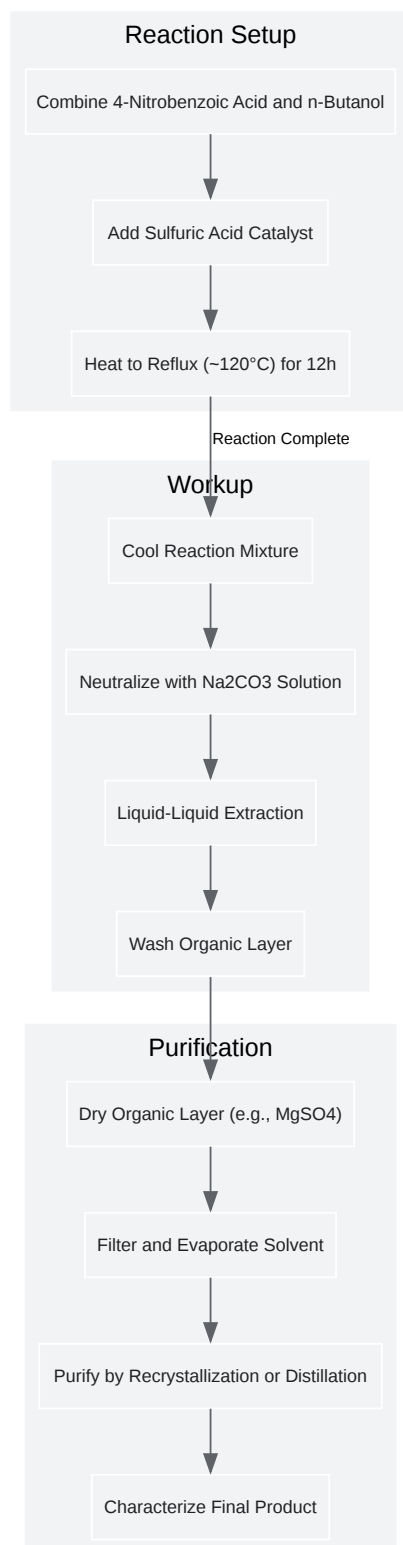 Reaction Setup
Combine 4-Nitrobenzoic Acid and n-Butanol
Add Sulfuric Acid Catalyst
Heat to Reflux (~120°C) for 12h
Reaction Complete
Workup
Cool Reaction Mixture
Neutralize with Na2CO3 Solution
Liquid-Liquid Extraction
Wash Organic Layer
Purification
Dry Organic Layer (e.g., MgSO4)
Filter and Evaporate Solvent
Purify by Recrystallization or Distillation
Characterize Final Product